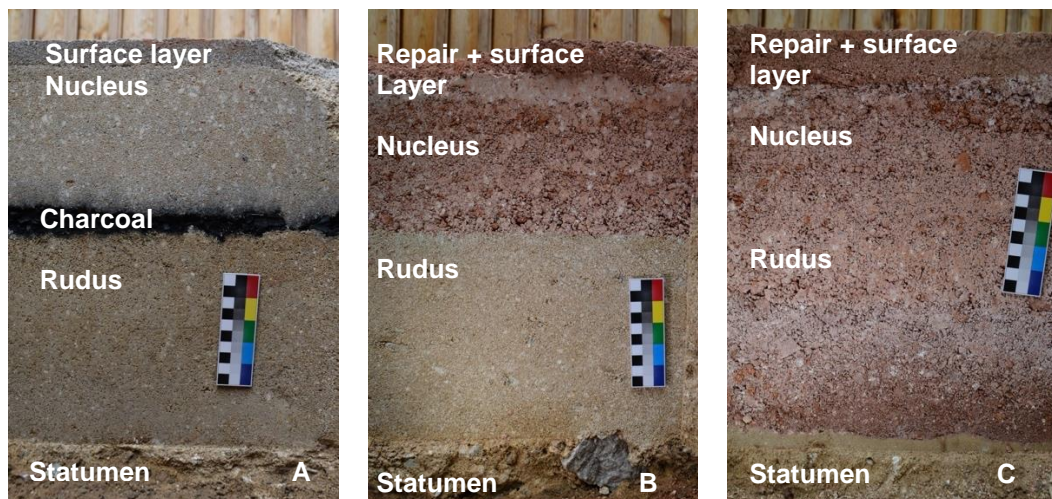 Surface layer
Nucleus
Charcoal
Rudus
Statumen
A
Repair + surface
Layer
Nucleus
Rudus
Statumen
B
Repair + surface
layer
Nucleus
Rudus
Statumen
C